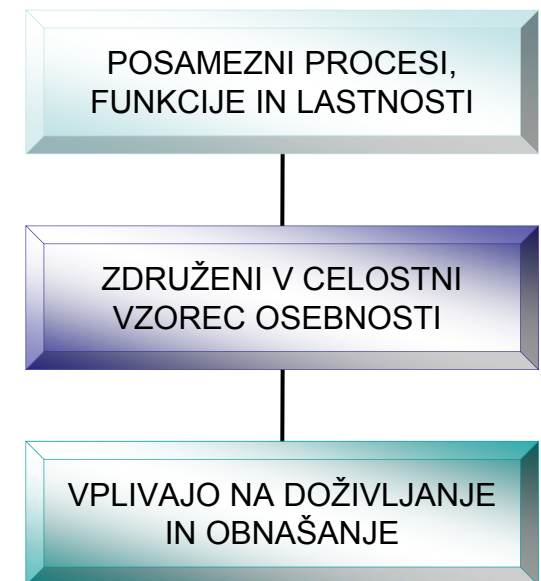 POSAMEZNI PROCESI,
FUNKCIJE IN LASTNOSTI
ZDRUŽENI V CELOSTNI
VZOREC OSEBNOSTI
VPLIVAJO NA DOŽIVLJANJE
IN OBNAŠANJE